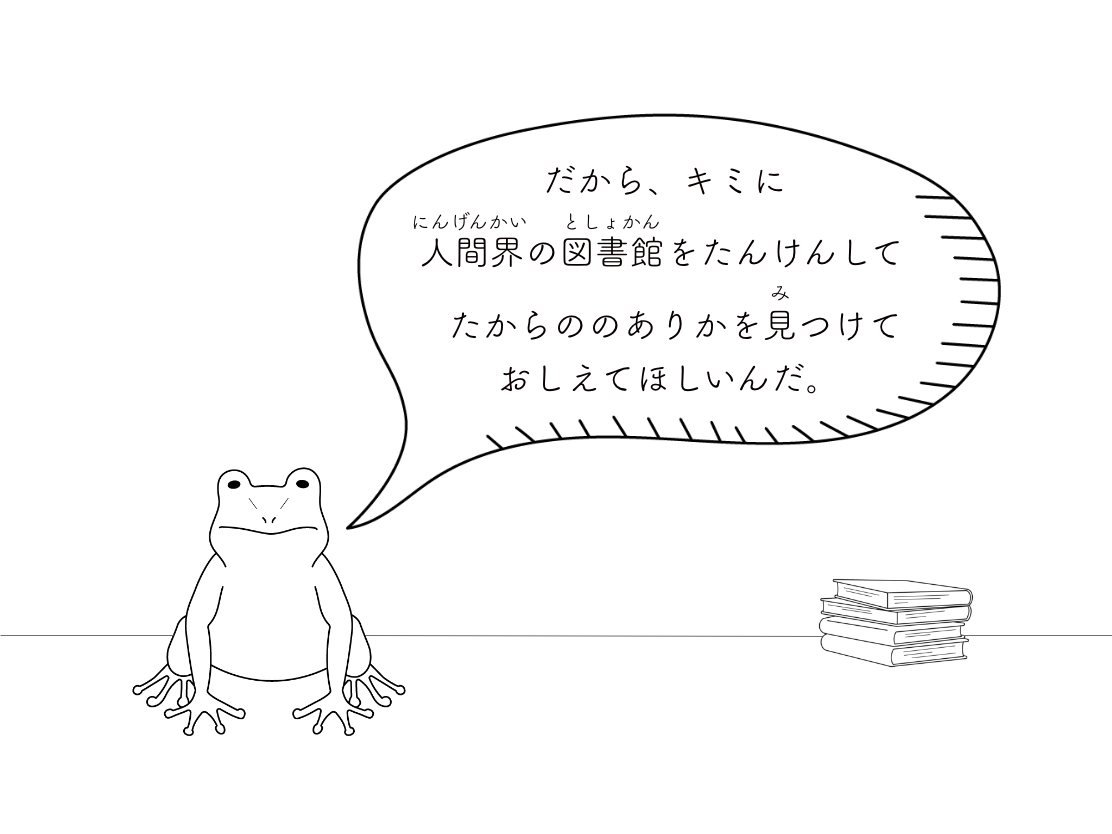 だから、キミに
にんげんかい としょかん
人間界の図書館をたんけんして
み
たからののありかを見つけて
おしえてほしいんだ。